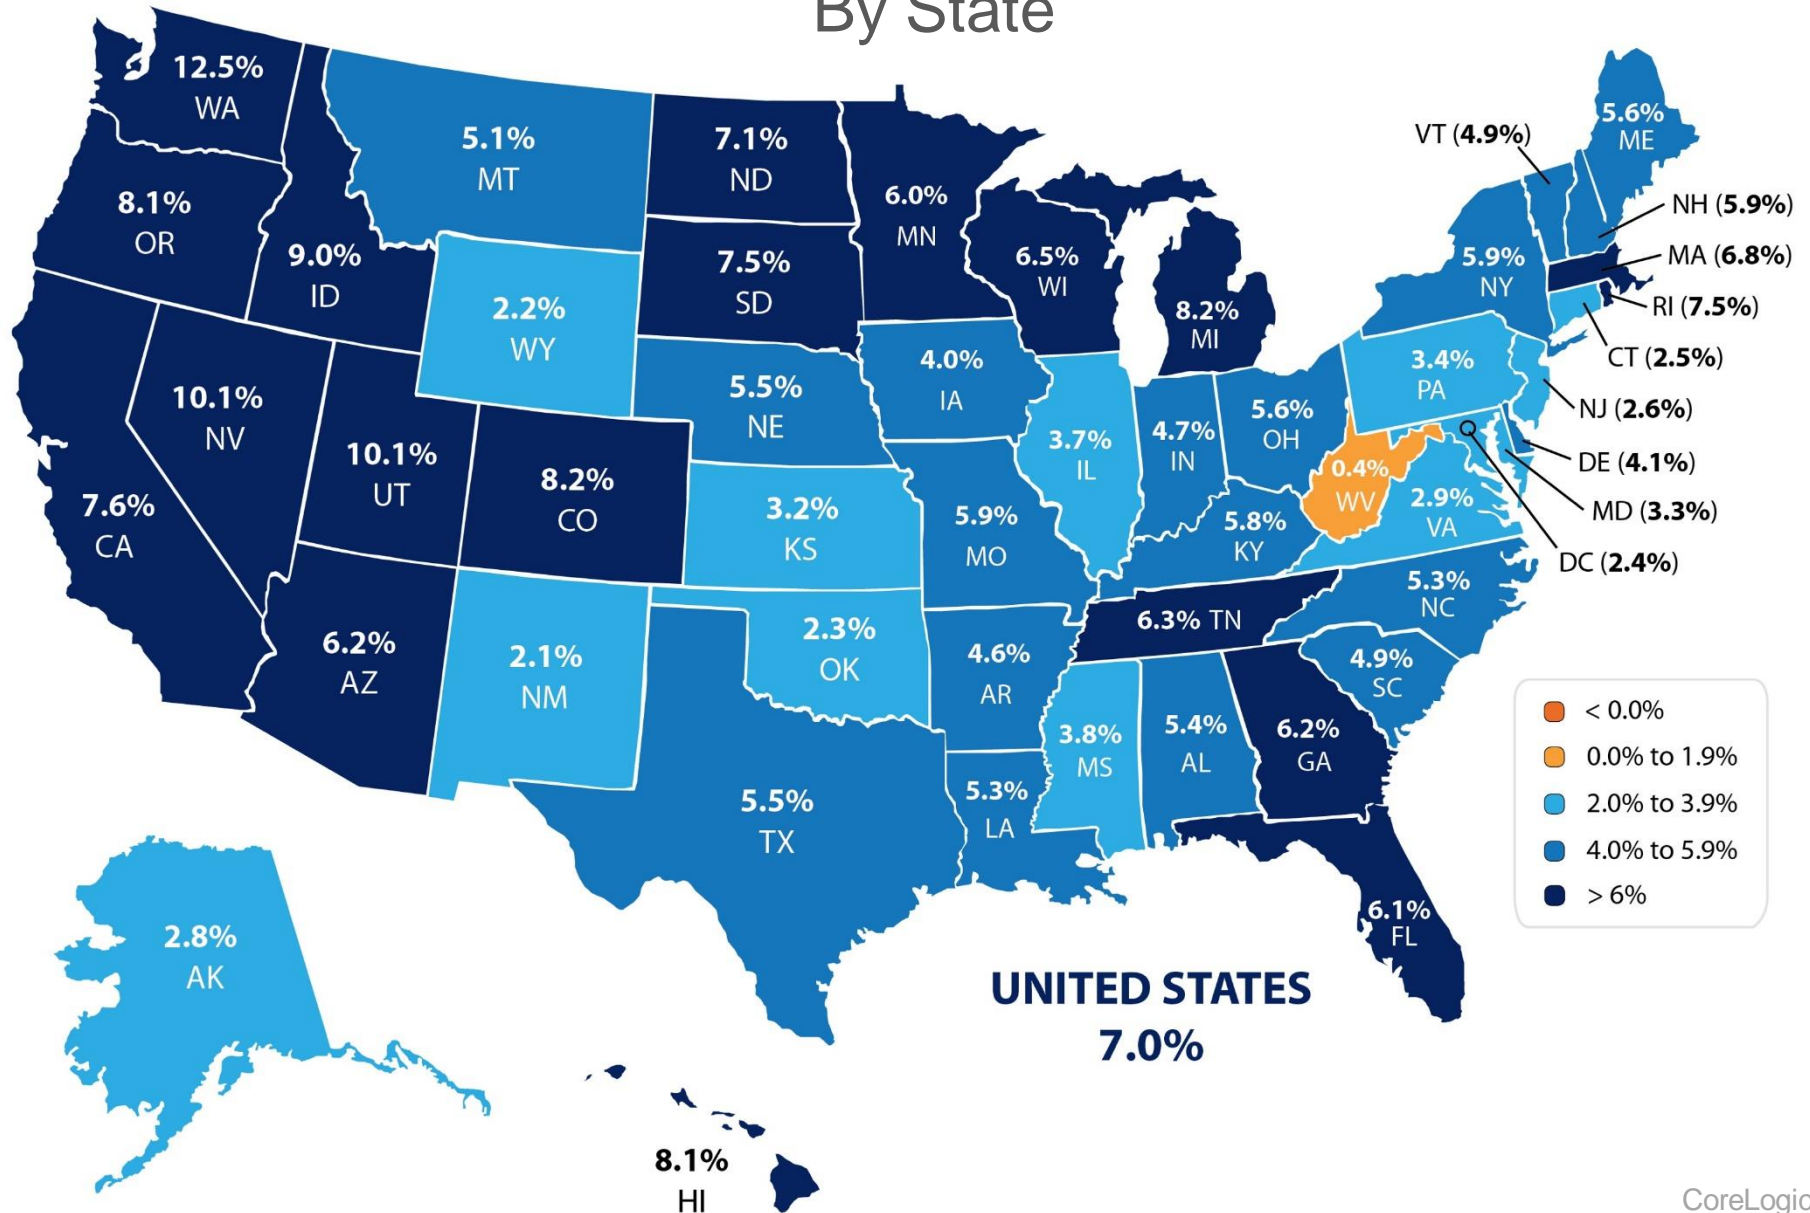 By State
12.5%
WA
8.1%
OR
9.0%
ID
5.1%
MT
7.1%
ND
6.0%
MN
7.5%
SD
2.2%
WY
6.5%
WI
8.2%
MI
5.5%
NE
4.0%
IA
10.1%
NV
10.1%
UT
8.2%
CO
7.6%
CA
3.2%
KS
5.9%
MO
3.7%
IL
4.7%
IN
5.6%
OH
5.8%
KY
0.4%
WV
2.9%
VA
3.4%
PA
5.9%
NY
5.6%
ME
VT (4.9%)
NH (5.9%)
MA (6.8%)
RI (7.5%)
CT (2.5%)
NJ (2.6%)
DE (4.1%)
MD (3.3%)
DC (2.4%)
6.2%
AZ
2.1%
NM
2.3%
OK
4.6%
AR
6.3% TN
5.3%
NC
4.9%
SC
5.5%
TX
5.3%
LA
3.8%
MS
5.4%
AL
6.2%
GA
6.1%
FL
2.8%
AK
8.1%
HI
< 0.0%
0.0% to 1.9%
2.0% to 3.9%
4.0% to 5.9%
> 6%
UNITED STATES
7.0%
CoreLogic